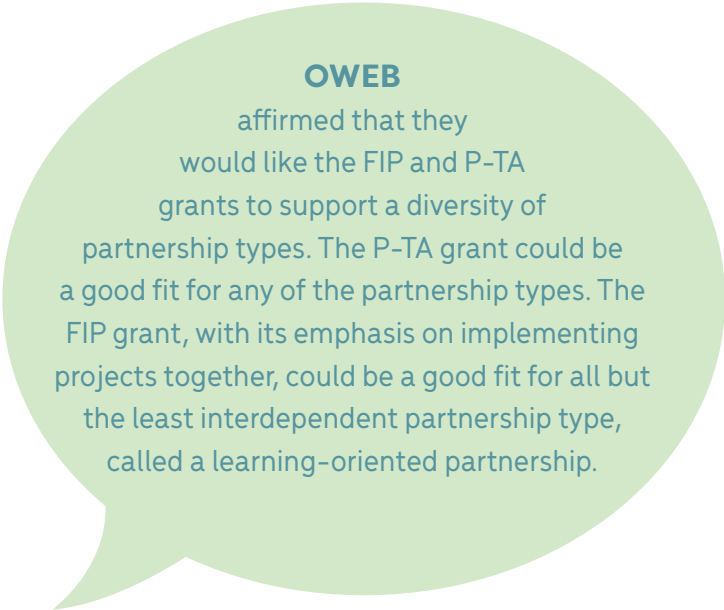 OWEB
affirmed that they
would like the FIP and P-TA
grants to support a diversity of
partnership types. The P-TA grant could be
a good fit for any of the partnership types. The
FIP grant, with its emphasis on implementing
projects together, could be a good fit for all but
the least interdependent partnership type,
called a learning-oriented partnership.